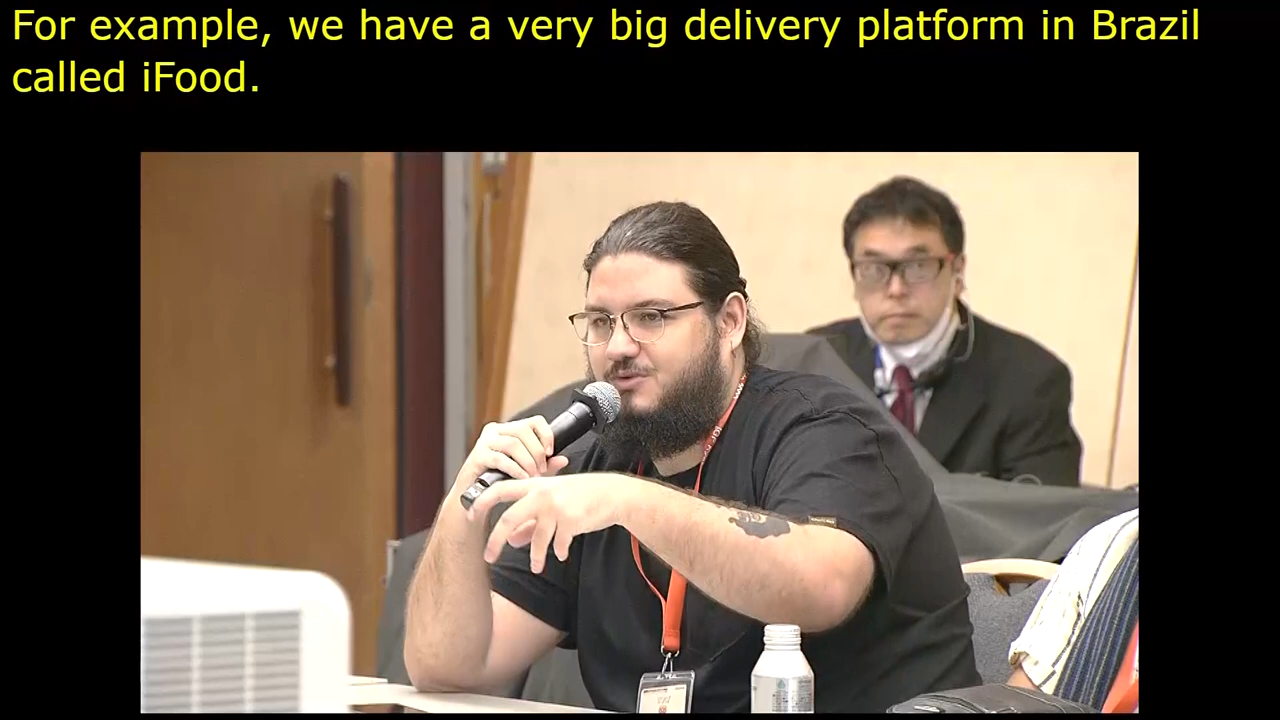 For example, we have a very big delivery platform in Brazil
called iFood.